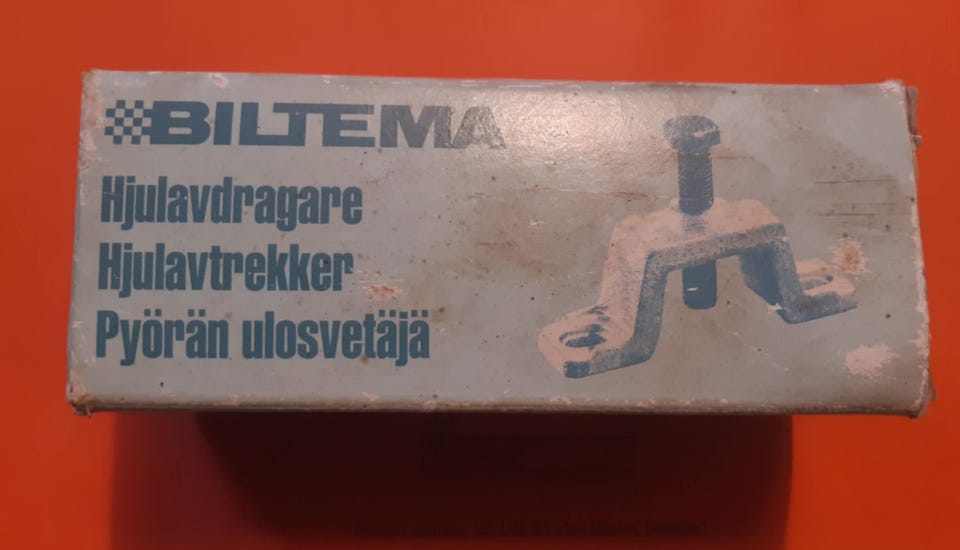 BILTEMA
Hjulavdragare
Hjulavtrekker
Pyörän ulosvetäjä